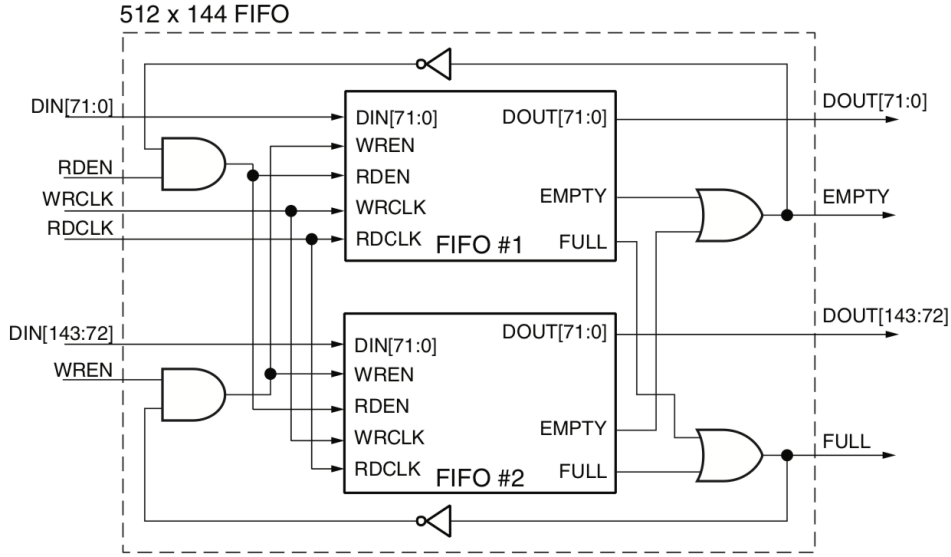 512 x 144 FIFO
DIN[71:0]
RDEN
WRCLK
RDCLK
DIN[143:72]
WREN
DIN[71:0]
WREN
RDEN
WRCLK
RDCLK
DOUT[71:0]
EMPTY
FULL
FIFO #1
DIN[71:0]
WREN
RDEN
WRCLK
RDCLK
DOUT[71:0]
EMPTY
FULL
FIFO #2
DOUT[71:0]
EMPTY
DOUT[143:72]
FULL